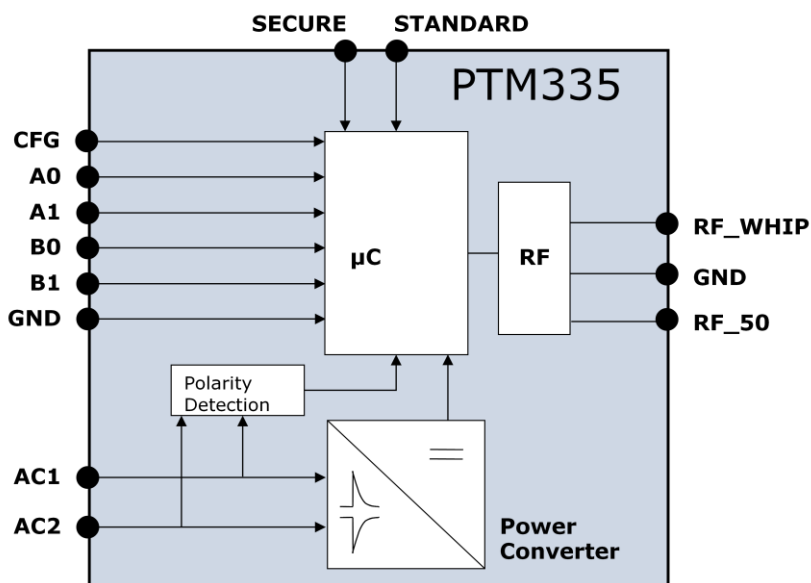 SECURE STANDARD
PTM335
CFG
A0
A1
B0
B1
GND
µC
RF
RF_WHIP
GND
RF_50
Polarity
Detection
AC1
AC2
Power
Converter